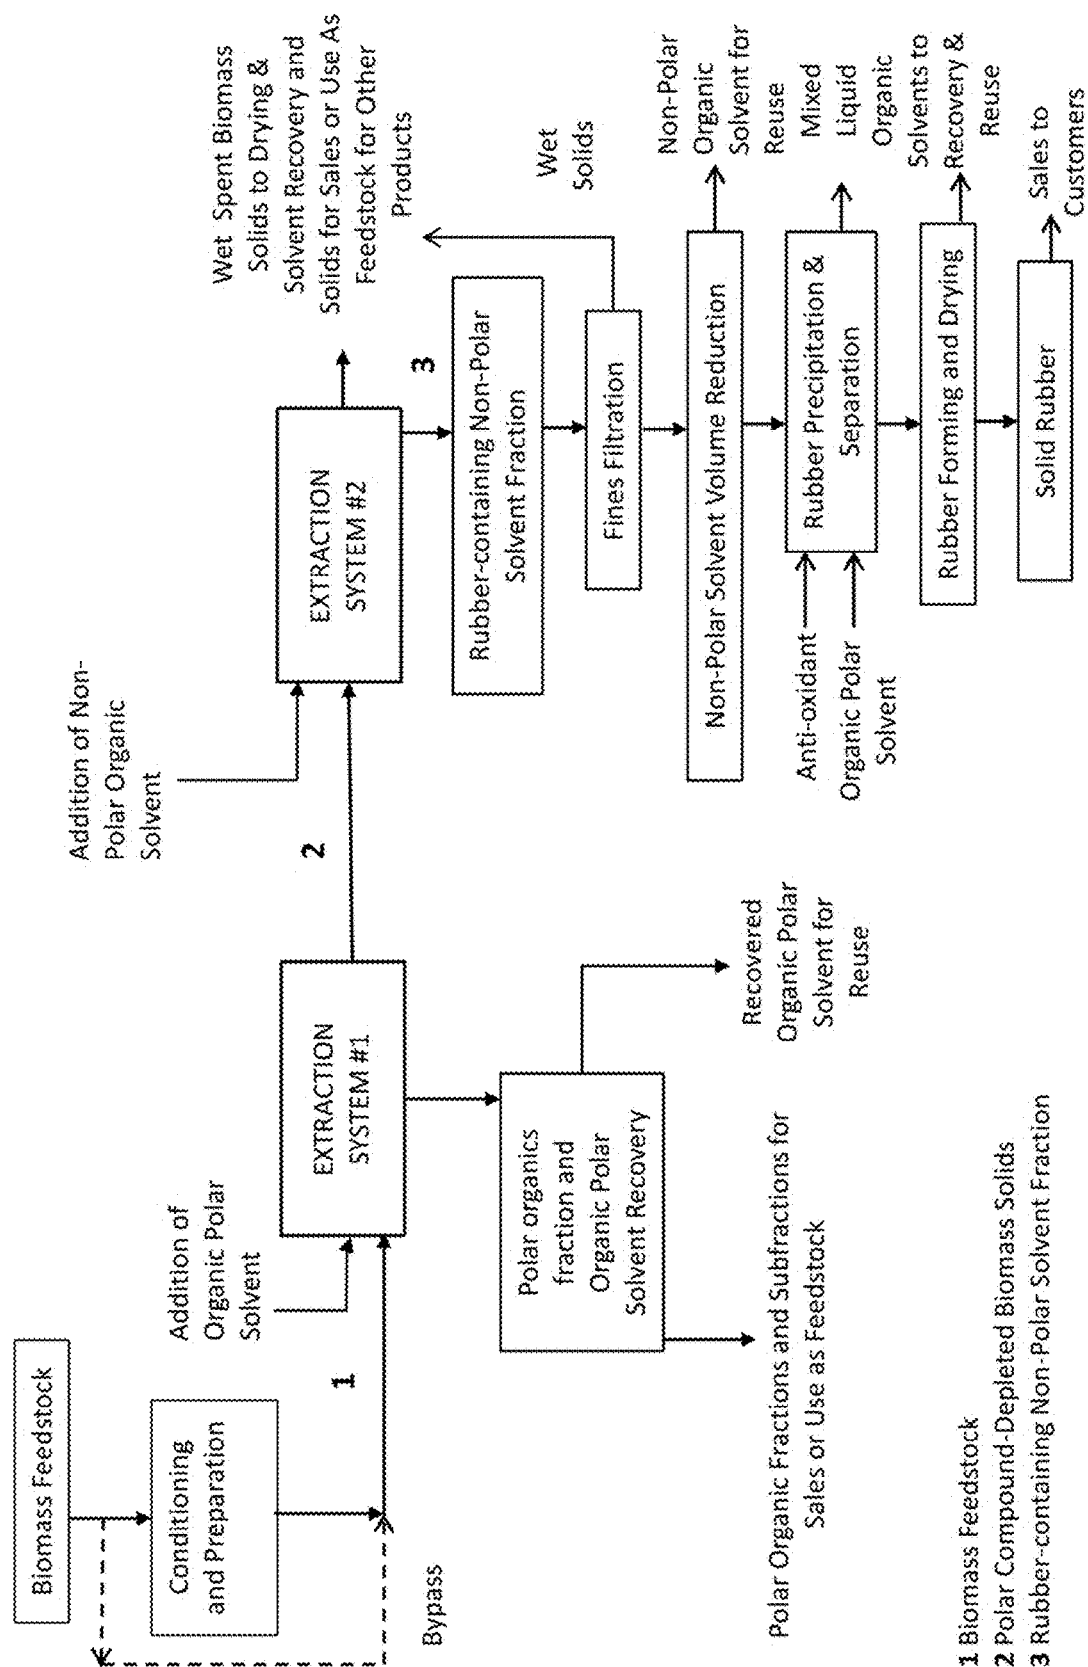 Biomass Feedstock
Conditioning
and Preparation
Bypass
1
Addition of
Organic Polar
Solvent
EXTRACTION
SYSTEM #1
Polar organics
fraction and
Organic Polar
Solvent Recovery
Polar Organic Fractions and Subfractions for
Sales or Use as Feedstock
Recovered
Organic Polar
Solvent for
Reuse
2
Addition of Non-
Polar Organic
Solvent
EXTRACTION
SYSTEM #2
Wet Spent Biomass
Solids to Drying &
Solvent Recovery and
Solids for Sales or Use As
Feedstock for Other
Products
3
Rubber-containing Non-Polar
Solvent Fraction
Fines Filtration
Wet
Solids
Non-Polar Solvent Volume Reduction
Non-Polar
Organic
Solvent for
Reuse
Anti-oxidant
Organic Polar
Solvent
Rubber Precipitation &
Separation
Mixed
Liquid
Organic
Solvents to
Recovery &
Reuse
Rubber Forming and Drying
Solid Rubber
Sales to
Customers
1 Biomass Feedstock
2 Polar Compound-Depleted Biomass Solids
3 Rubber-containing Non-Polar Solvent Fraction